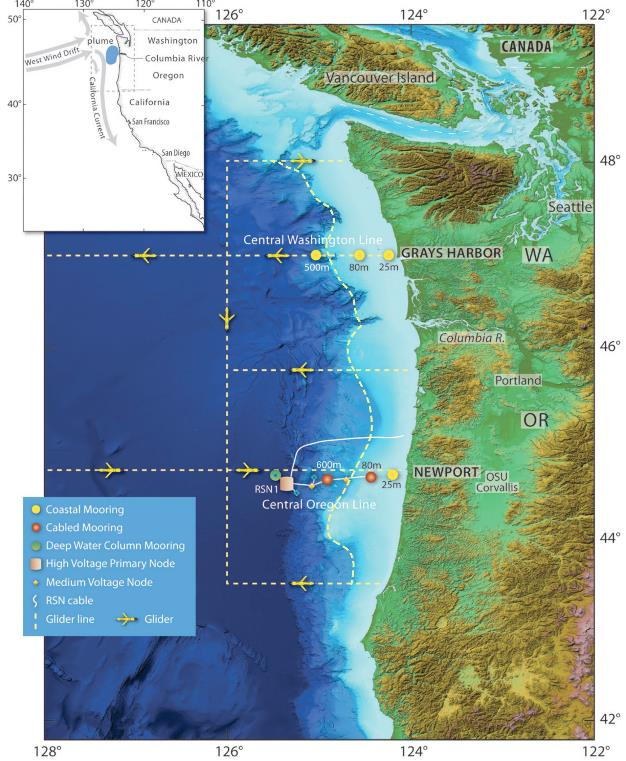 140° 130° 120° 110°
50°
40°
30°
CANADA
plume
Washington
Columbia River
Oregon
West Wind Drift
California Current
California
San Francisco
San Diego
MEXICO
126° 124° 122°
CANADA
Vancouver Island
48°
Seattle
Central Washington Line
500m 80m 25m
GRAYS HARBOR
WA
Columbia R.
46°
Portland
OR
600m 80m
RSN1
25m
NEWPORT
OSU
Corvallis
Central Oregon Line
Coastal Mooring
Cabled Mooring
Deep Water Column Mooring
High Voltage Primary Node
Medium Voltage Node
RSN cable
Glider line Glider
44°
42°
128° 126° 124° 122°